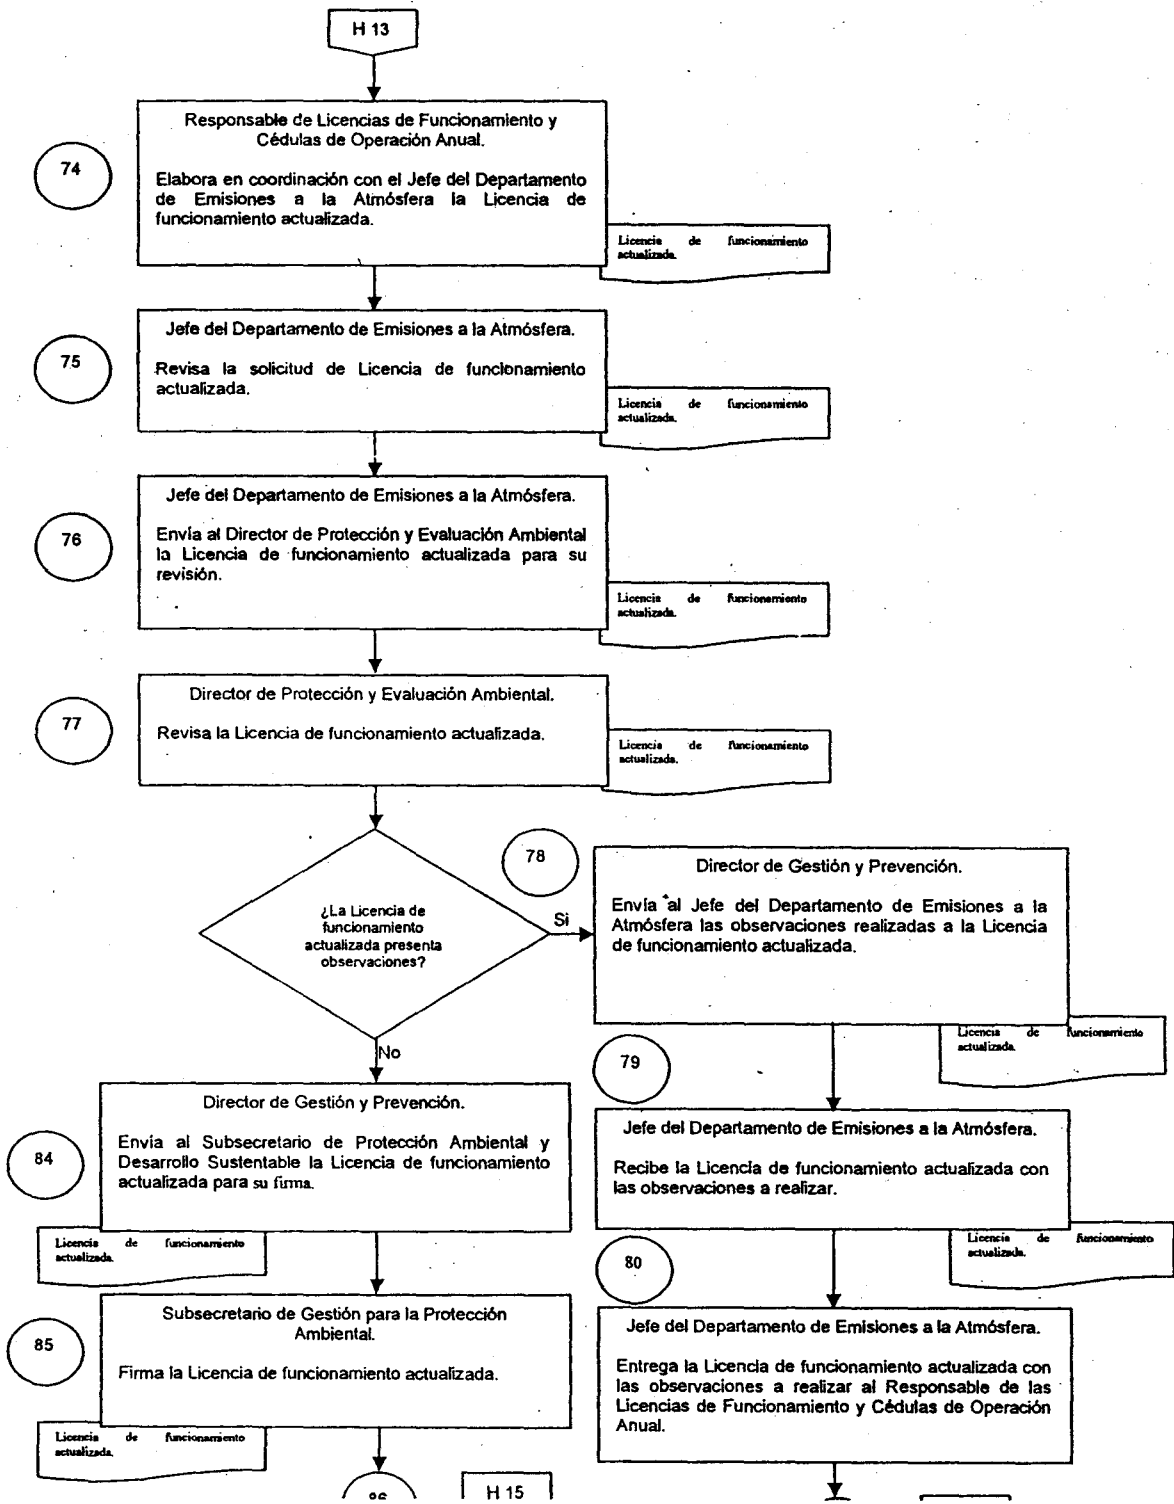 H 13
Responsable de Licencias de Funcionamiento y
Cédulas de Operación Anual.
74
Elabora en coordinación con el Jefe del Departamento
de Emisiones a la Atmósfera la Licencia de
funcionamiento actualizada.
Licencia de funcionamiento
actualizada.
Jefe del Departamento de Emisiones a la Atmósfera.
75
Revisa la solicitud de Licencia de funcionamiento
actualizada.
Licencia de funcionamiento
actualizada.
Jefe del Departamento de Emisiones a la Atmósfera.
76
Envía al Director de Protección y Evaluación Ambiental
la Licencia de funcionamiento actualizada para su
revisión.
Licencia de funcionamiento
actualizada.
Director de Protección y Evaluación Ambiental.
77
Revisa la Licencia de funcionamiento actualizada.
Licencia de funcionamiento
actualizada.
¿La Licencia de
funcionamiento
actualizada presenta
observaciones?
Si
78
Director de Gestión y Prevención.
Envía al Jefe del Departamento de Emisiones a la
Atmósfera las observaciones realizadas a la Licencia
de funcionamiento actualizada.
Licencia de funcionamiento
actualizada.
79
Jefe del Departamento de Emisiones a la Atmósfera.
Recibe la Licencia de funcionamiento actualizada con
las observaciones a realizar.
Licencia de funcionamiento
actualizada.
80
Jefe del Departamento de Emisiones a la Atmósfera.
Entrega la Licencia de funcionamiento actualizada con
las observaciones a realizar al Responsable de las
Licencias de Funcionamiento y Cédulas de Operación
Anual.
No
Director de Gestión y Prevención.
84
Envía al Subsecretario de Protección Ambiental y
Desarrollo Sustentable la Licencia de funcionamiento
actualizada para su firma.
Licencia de funcionamiento
actualizada.
Subsecretario de Gestión para la Protección
Ambiental.
85
Firma la Licencia de funcionamiento actualizada.
Licencia de funcionamiento
actualizada.
86
H 15